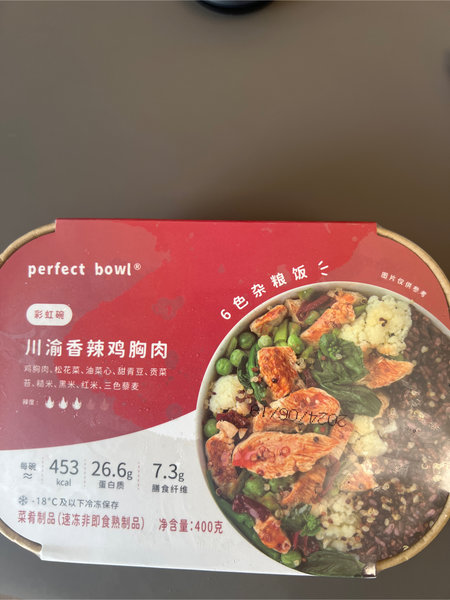 perfect bowl®
6色杂粮饭
图片仅供参考
彩虹碗
川渝香辣鸡胸肉
鸡胸肉、松花菜、油菜心、甜青豆、贡菜
苔、糙米、黑米、红米、三色藜麦
辣度:
每碗 ≈ 453 kcal 26.6g 蛋白质 7.3g 膳食纤维
-18°C及以下冷冻保存
菜肴制品(速冻非即食熟制品) 净含量:400克